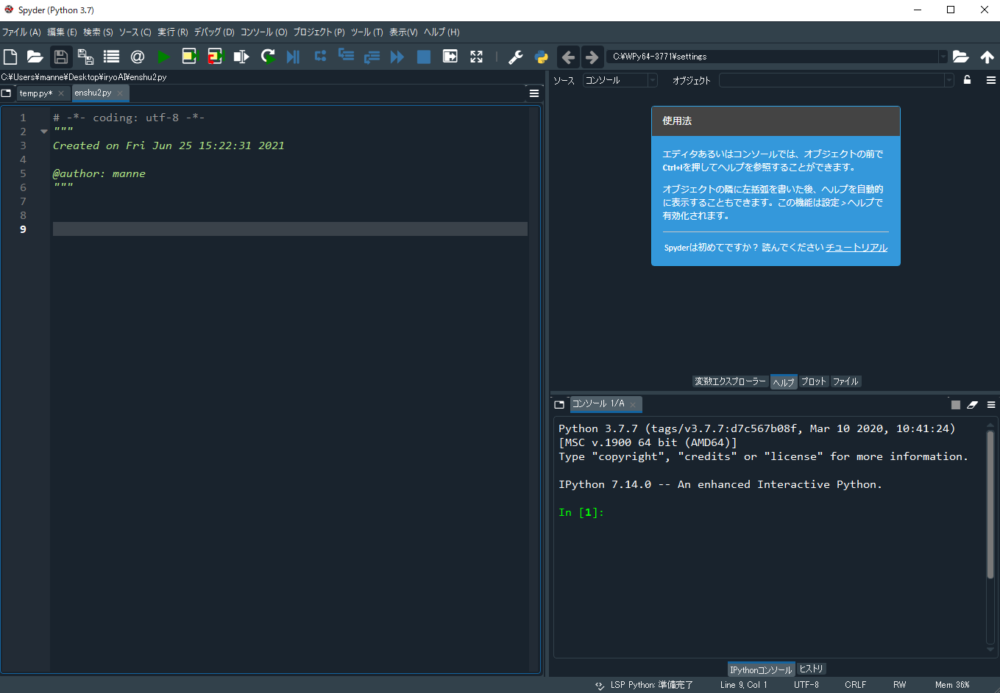 Spyder (Python 3.7)
ファイル (A) 編集 (E) 検索 (S) ソース (C) 実行 (R) デバッグ (D) コンソール (O) プロジェクト (P) ツール (T) 表示(V) ヘルプ (H)
C:¥WPy64-3771¥settings
C:¥Users¥manne¥Desktop¥iryoAI¥enshu2.py
temp.py*
enshu2.py
1 # -*- coding: utf-8 -*-
2 """
3 Created on Fri Jun 25 15:22:31 2021
4
5 @author: manne
6 """
7
8
9
ソース コンソール オブジェクト
使用法
エディタあるいはコンソールでは、オブジェクトの前で
Ctrl+Iを押してヘルプを参照することができます。
オブジェクトの隣に左括弧を書いた後、ヘルプを自動的
に表示することもできます。この機能は設定 > ヘルプで
有効化されます。
Spyderは初めてですか？ 読んでください チュートリアル
変数エクスプローラー ヘルプ プロット ファイル
コンソール 1/A
Python 3.7.7 (tags/v3.7.7:d7c567b08f, Mar 10 2020, 10:41:24)
[MSC v.1900 64 bit (AMD64)]
Type "copyright", "credits" or "license" for more information.
IPython 7.14.0 -- An enhanced Interactive Python.
In [1]:
IPythonコンソール ヒストリ
LSP Python: 準備完了 Line 9, Col 1 UTF-8 CRLF RW Mem 36%